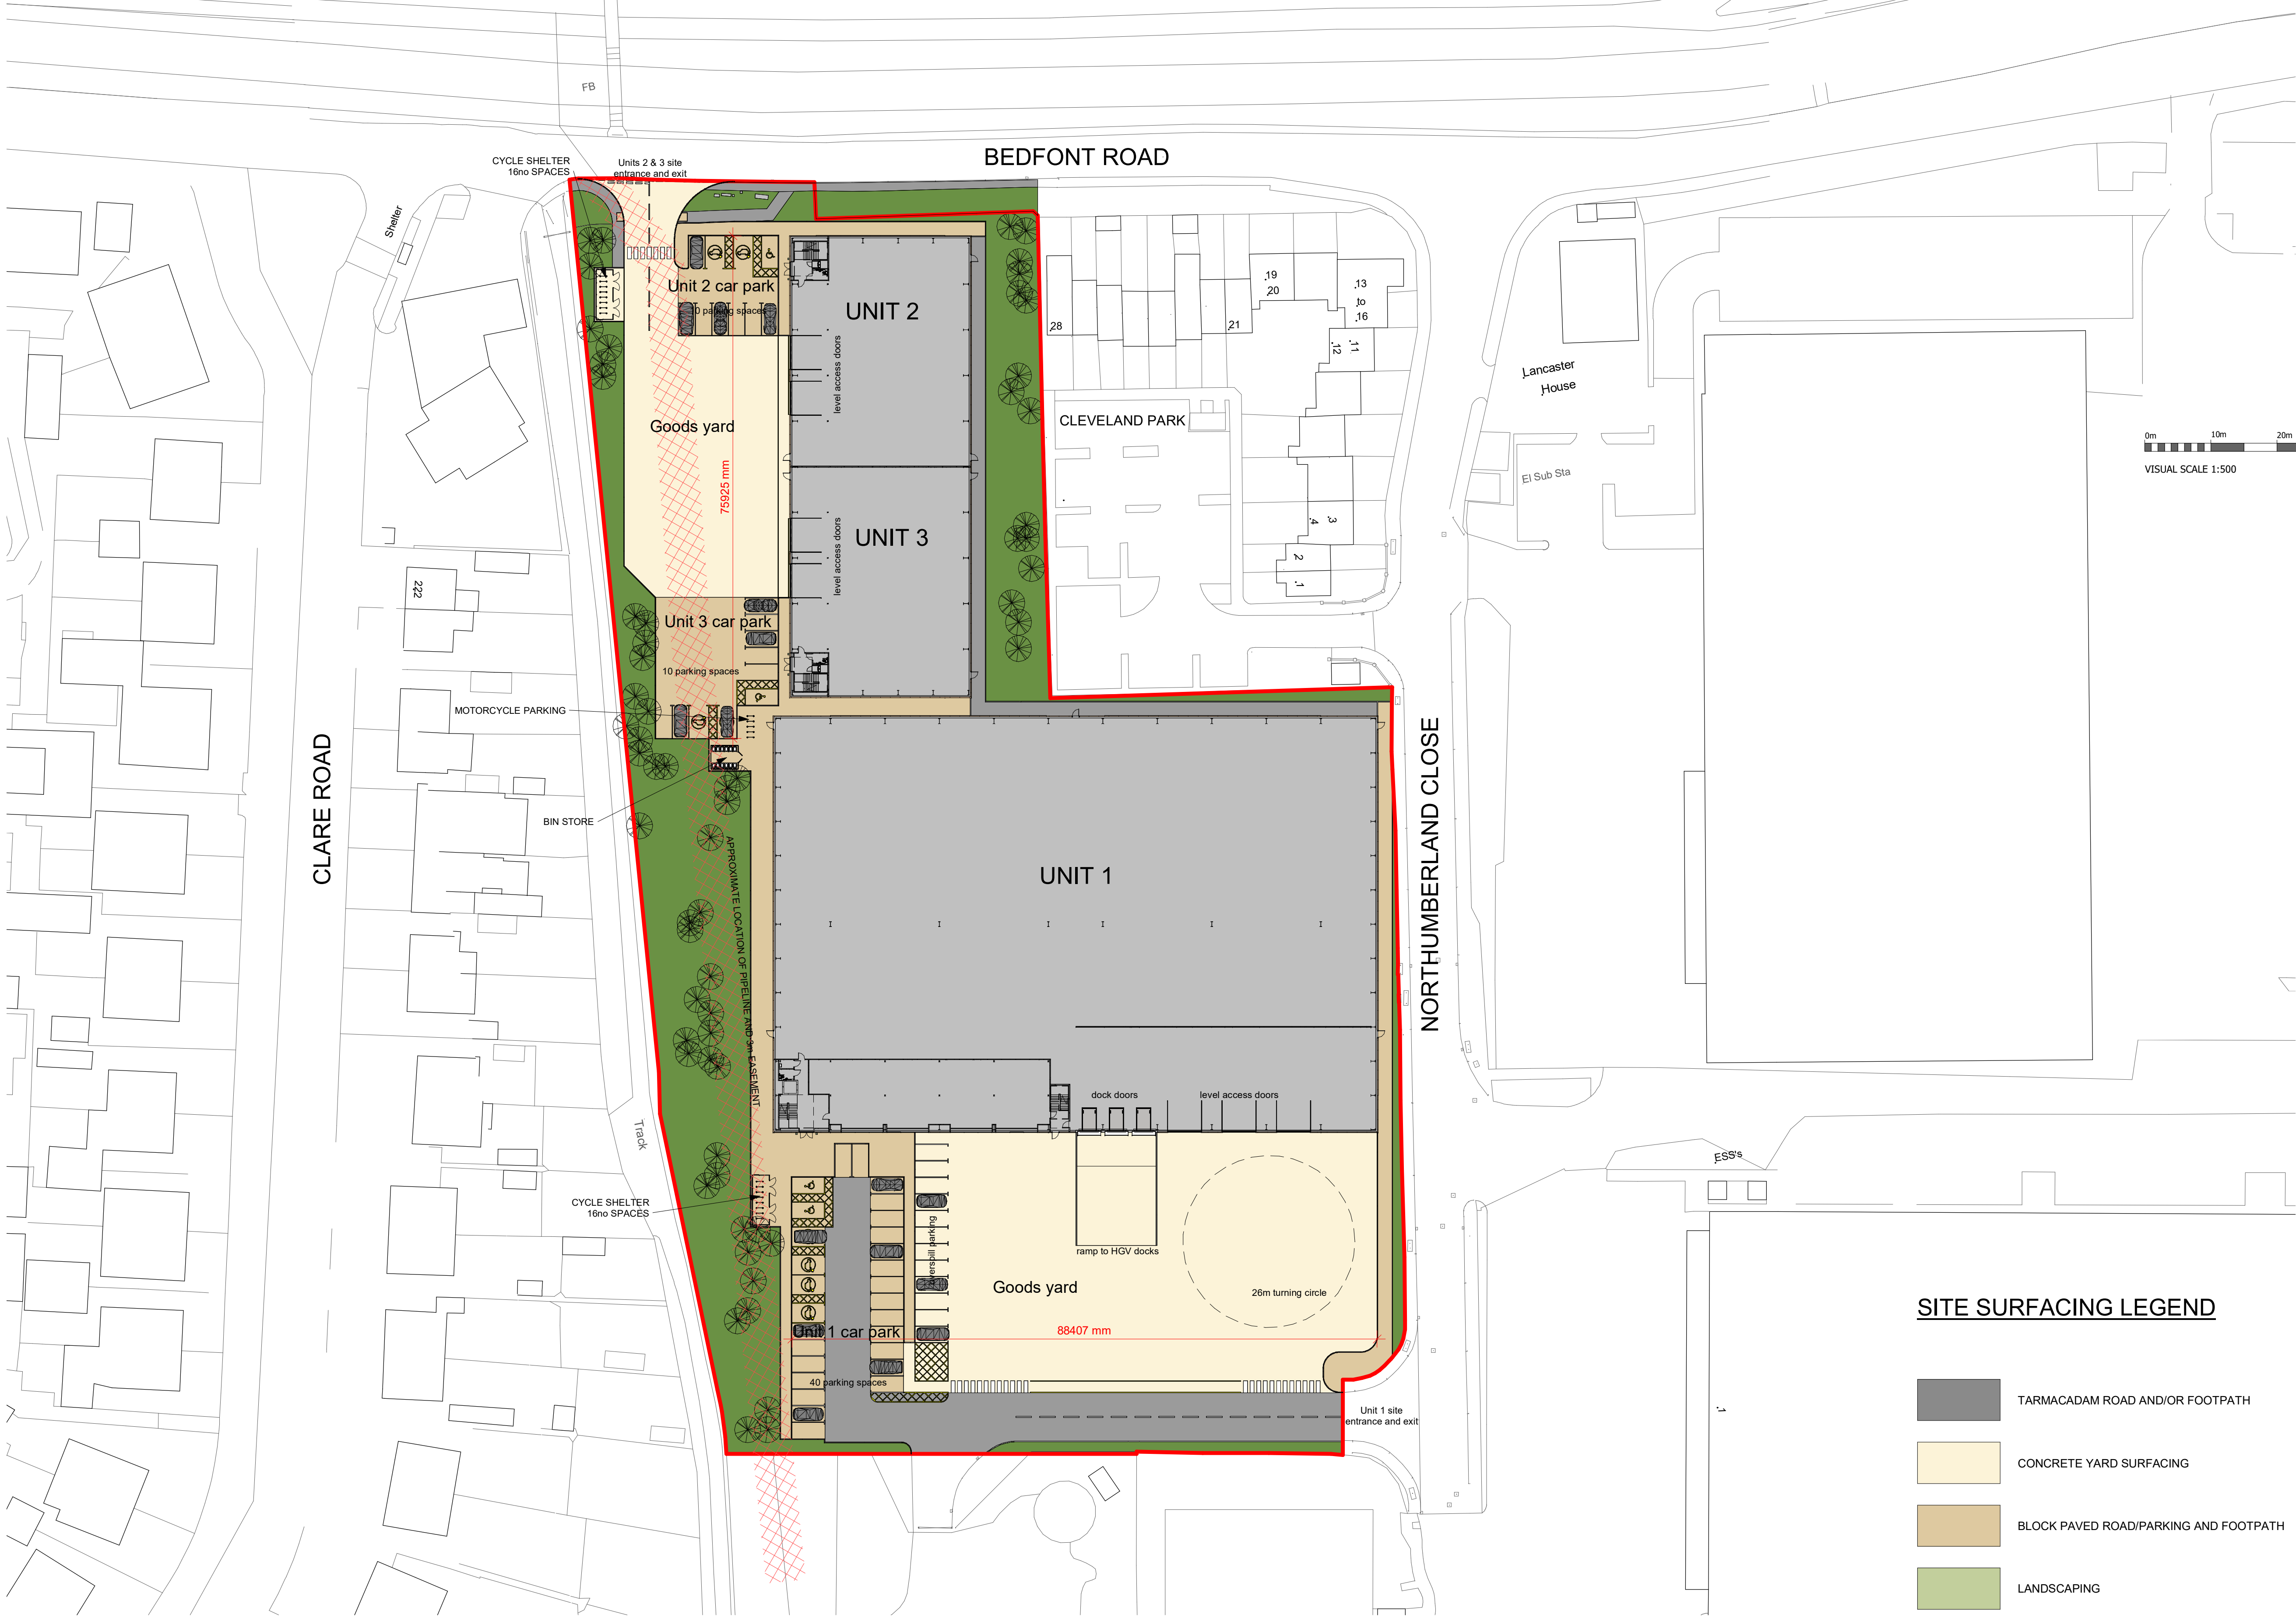 FB
BEDFONT ROAD
CYCLE SHELTER
16no SPACES
Units 2 & 3 site
entrance and exit
Shelter
Unit 2 car park
10 parking spaces
UNIT 2
level access doors
Goods yard
75925 mm
UNIT 3
level access doors
Unit 3 car park
10 parking spaces
MOTORCYCLE PARKING
BIN STORE
222
CLARE ROAD
28
21
19
20
13
to
16
12
11
CLEVELAND PARK
4
3
2
1
Lancaster
House
El Sub Sta
0m
10m
20m
VISUAL SCALE 1:500
NORTHUMBERLAND CLOSE
UNIT 1
APPROXIMATE LOCATION OF PIPELINE AND 3m EASEMENT
dock doors
level access doors
Track
ESS's
CYCLE SHELTER
16no SPACES
overspill parking
ramp to HGV docks
Goods yard
26m turning circle
Unit 1 car park
88407 mm
40 parking spaces
Unit 1 site
entrance and exit
1
SITE SURFACING LEGEND
TARMACADAM ROAD AND/OR FOOTPATH
CONCRETE YARD SURFACING
BLOCK PAVED ROAD/PARKING AND FOOTPATH
LANDSCAPING